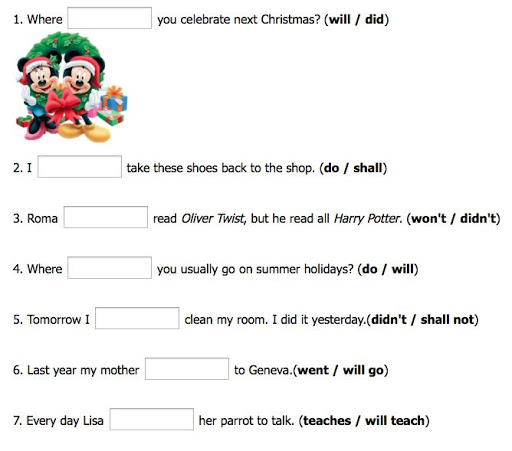 1. Where you celebrate next Christmas? (will / did)
2. I take these shoes back to the shop. (do / shall)
3. Roma read Oliver Twist, but he read all Harry Potter. (won't / didn't)
4. Where you usually go on summer holidays? (do / will)
5. Tomorrow I clean my room. I did it yesterday.(didn't / shall not)
6. Last year my mother to Geneva.(went / will go)
7. Every day Lisa her parrot to talk. (teaches / will teach)